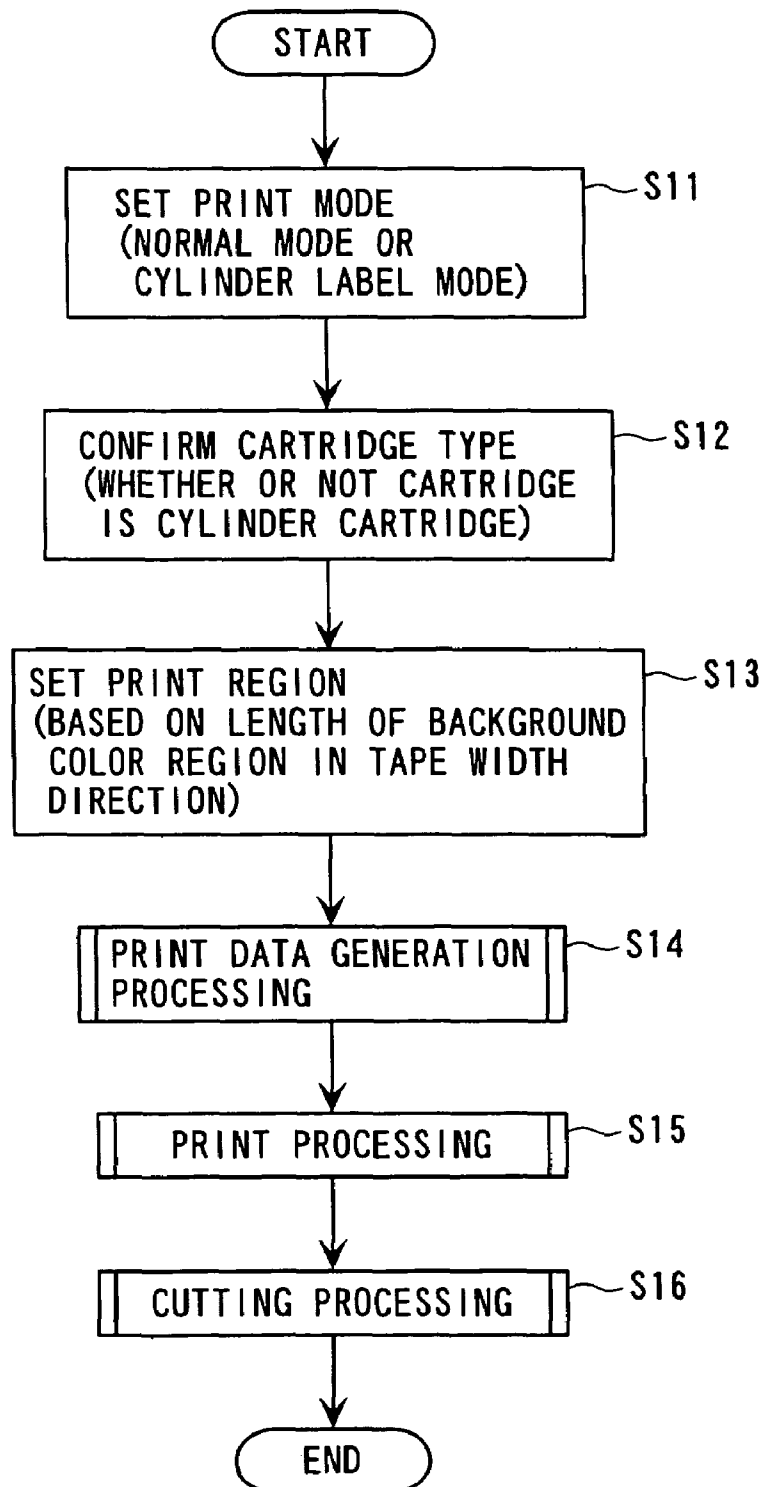 START
SET PRINT MODE
(NORMAL MODE OR
CYLINDER LABEL MODE)
S11
CONFIRM CARTRIDGE TYPE
(WHETHER OR NOT CARTRIDGE
IS CYLINDER CARTRIDGE)
S12
SET PRINT REGION
(BASED ON LENGTH OF BACKGROUND
COLOR REGION IN TAPE WIDTH
DIRECTION)
S13
PRINT DATA GENERATION
PROCESSING
S14
PRINT PROCESSING
S15
CUTTING PROCESSING
S16
END